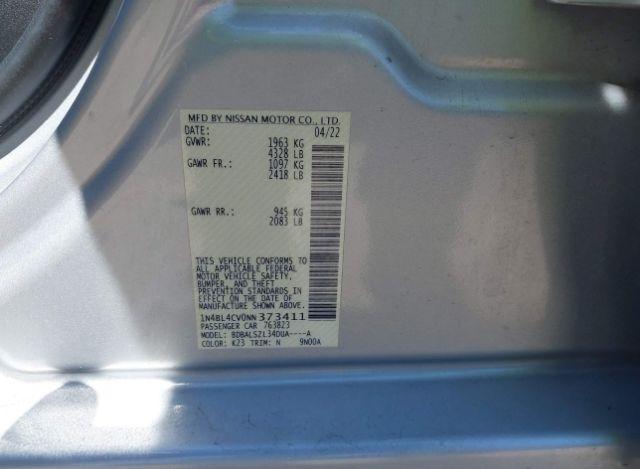 MFD BY NISSAN MOTOR CO., LTD.
DATE: 04/22
GVWR: 1963 KG
4328 LB
GAWR FR.: 1097 KG
2418 LB
GAWR RR.: 945 KG
2083 LB
THIS VEHICLE CONFORMS TO
ALL APPLICABLE FEDERAL
MOTOR VEHICLE SAFETY,
BUMPER, AND THEFT
PREVENTION STANDARDS IN
EFFECT ON THE DATE OF
MANUFACTURE SHOWN ABOVE.
1N4BL4CV0NN373411
PASSENGER CAR 763823
MODEL: BDBALSZL34DUA----A
COLOR: K23 TRIM: N 9N00A